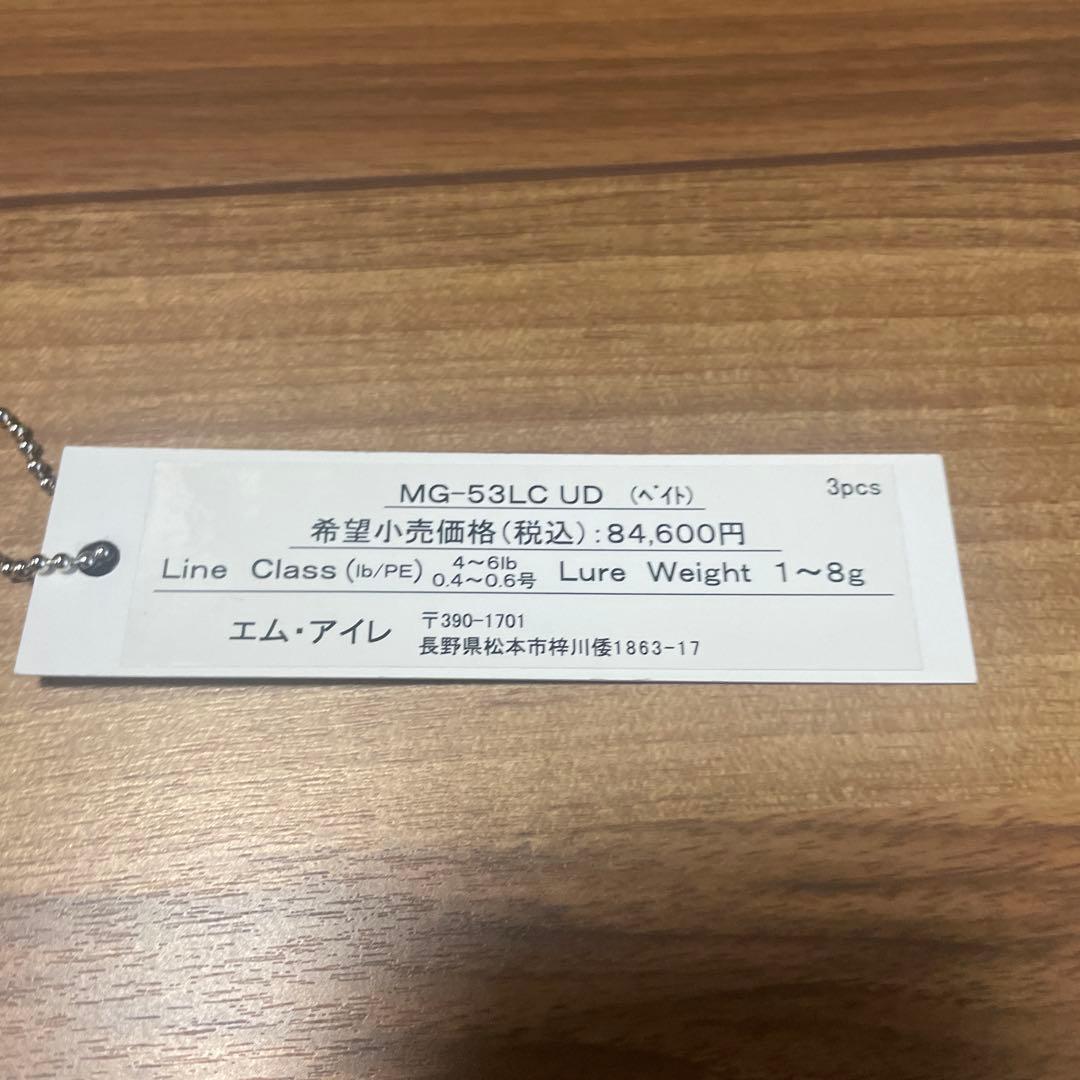 MG-53LC UD (ﾍﾞｲﾄ) 3pcs
希望小売価格(税込):84,600円
Line Class(lb/PE) 4～6lb 0.4～0.6号 Lure Weight 1～8g
エム・アイレ 〒390-1701
長野県松本市梓川倭1863-17